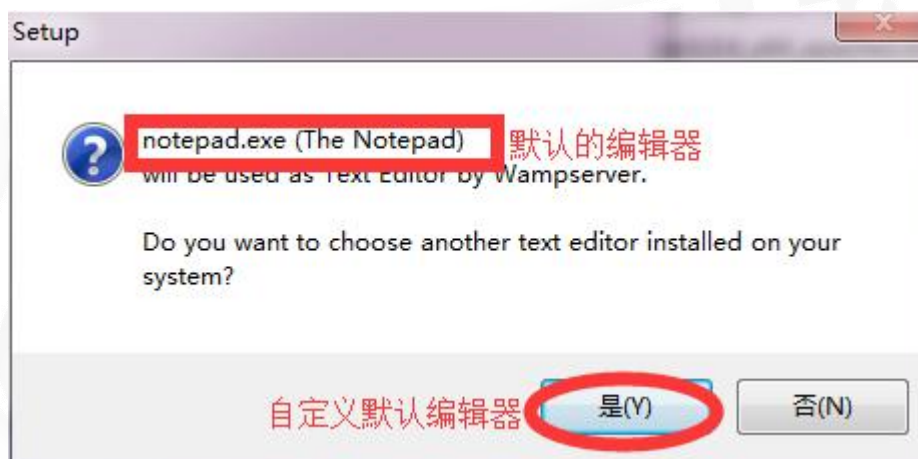 Setup
notepad.exe (The Notepad) 默认的编辑器
will be used as Text Editor by Wampserver.
Do you want to choose another text editor installed on your
system?
自定义默认编辑器 是(Y) 否(N)